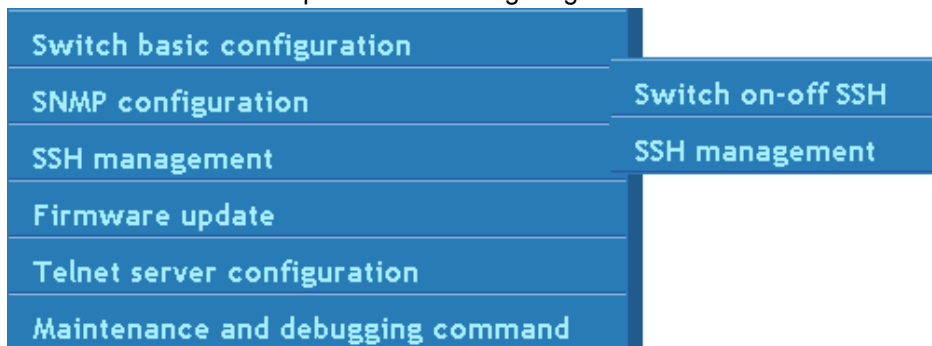 Switch basic configuration
SNMP configuration
Switch on-off SSH
SSH management
SSH management
Firmware update
Telnet server configuration
Maintenance and debugging command